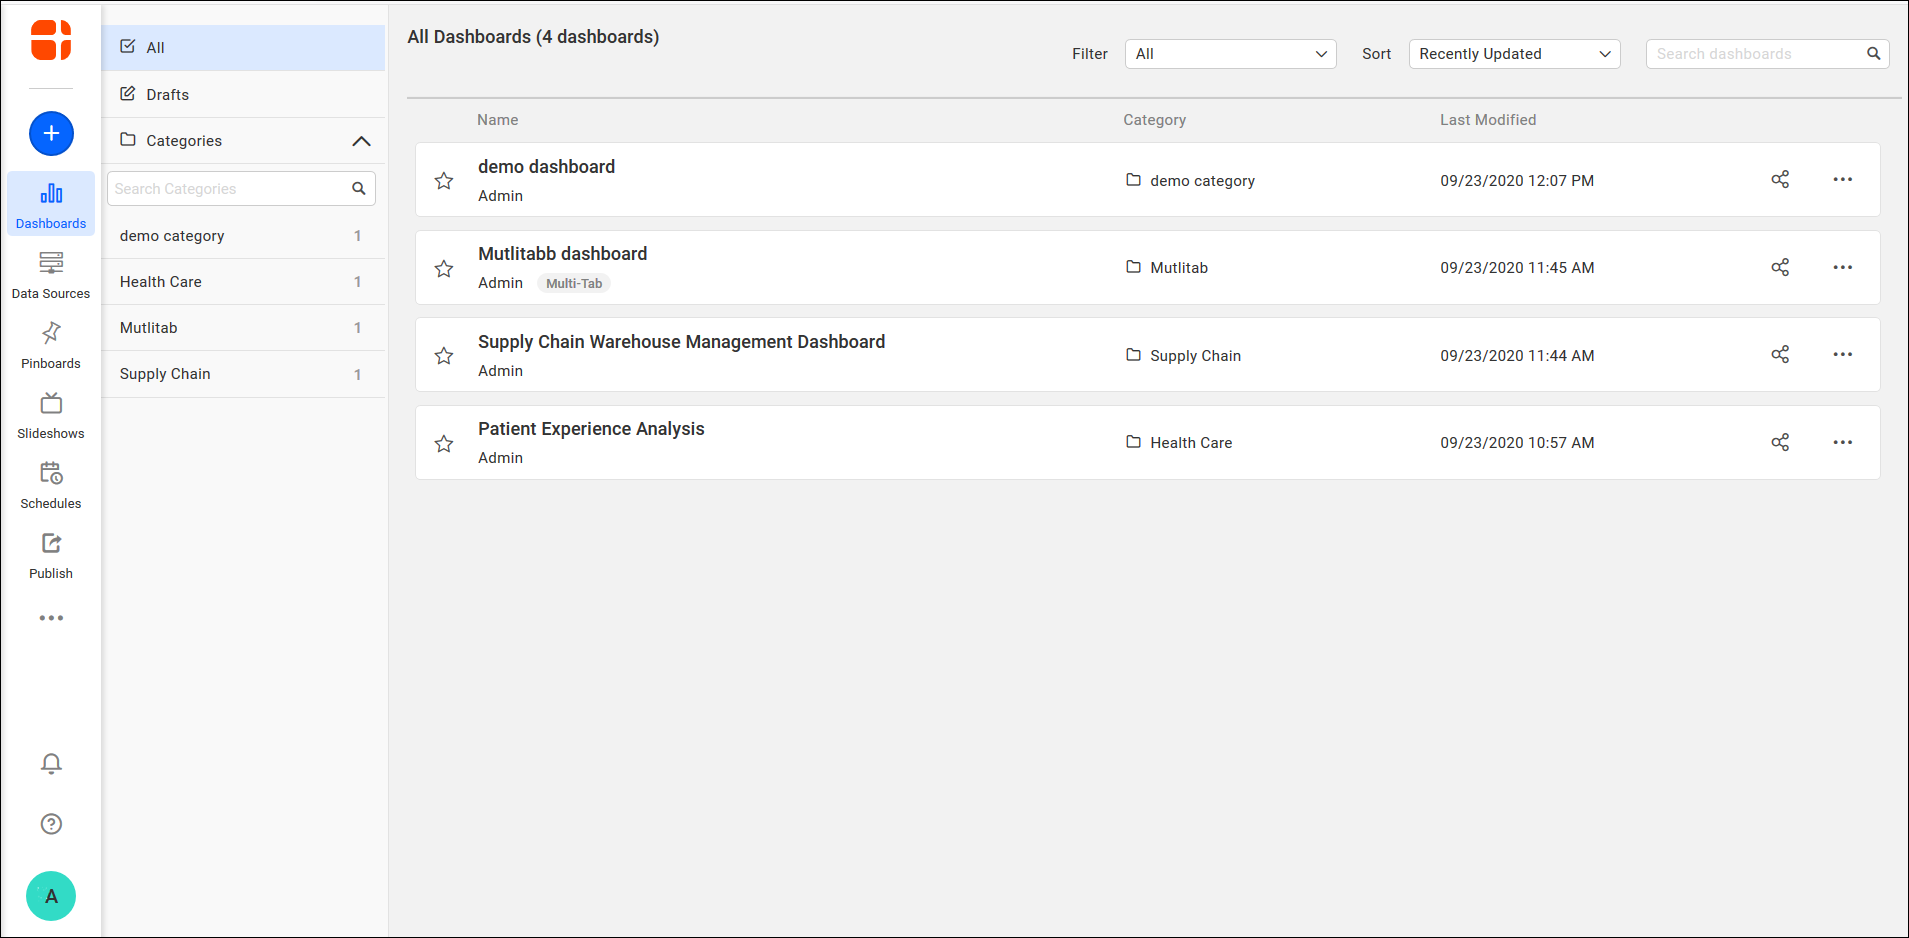 Dashboards
Data Sources
Pinboards
Slideshows
Schedules
Publish
A
All
Drafts
Categories
Search Categories
demo category 1
Health Care 1
Mutlitab 1
Supply Chain 1
All Dashboards (4 dashboards)
Filter All Sort Recently Updated Search dashboards
Name Category Last Modified
demo dashboard
Admin
demo category 09/23/2020 12:07 PM
Mutlitabb dashboard
Admin Multi-Tab
Mutlitab 09/23/2020 11:45 AM
Supply Chain Warehouse Management Dashboard
Admin
Supply Chain 09/23/2020 11:44 AM
Patient Experience Analysis
Admin
Health Care 09/23/2020 10:57 AM